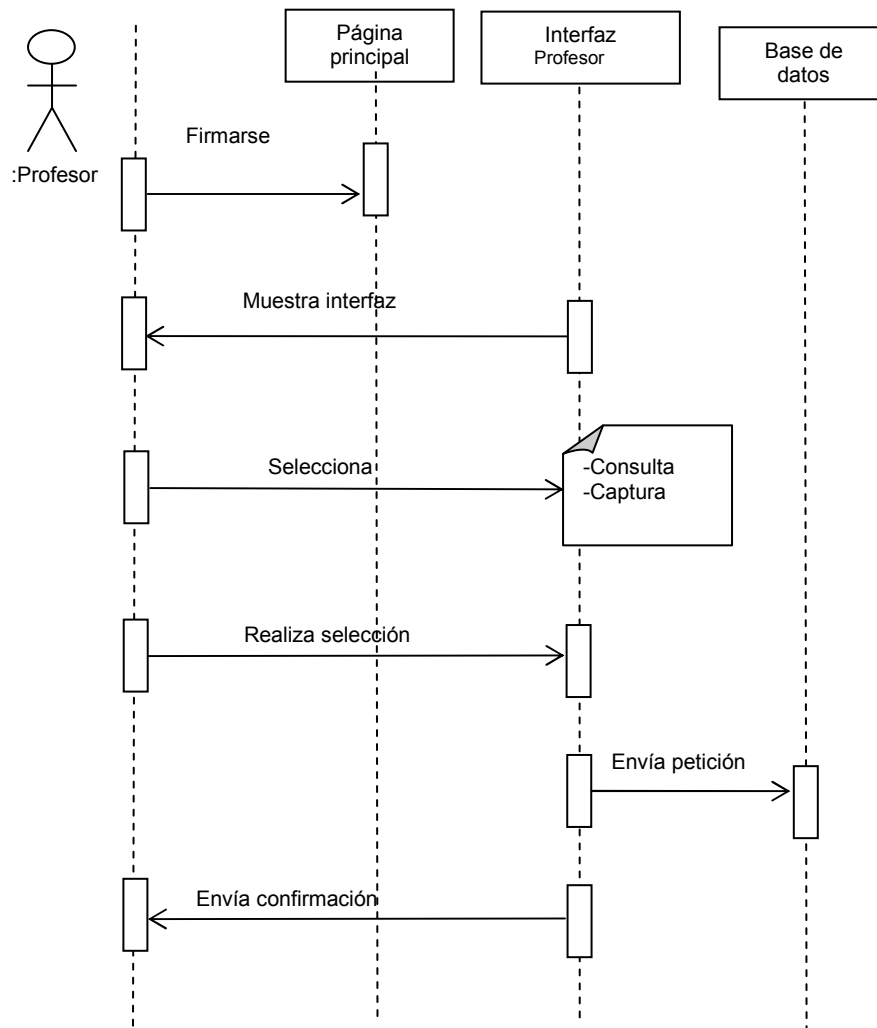 Página
principal
Interfaz
Profesor
Base de
datos
:Profesor
Firmarse
Muestra interfaz
Selecciona
-Consulta
-Captura
Realiza selección
Envía petición
Envía confirmación